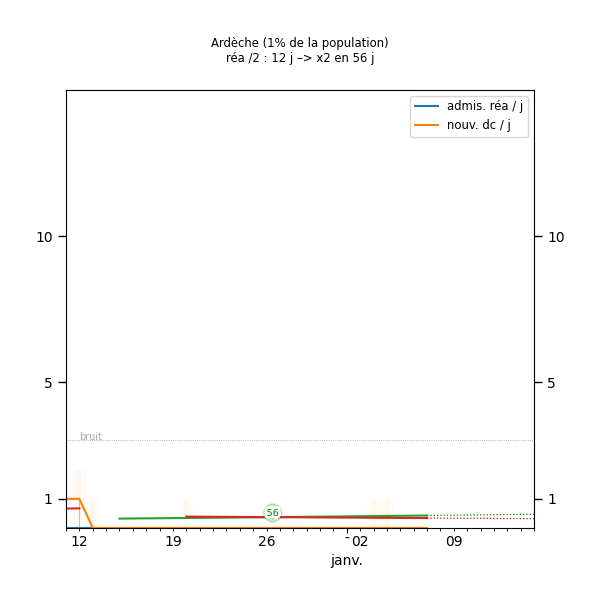 Ardèche (1% de la population)
réa /2 : 12 j –> x2 en 56 j
admis. réa / j
nouv. dc / j
10
10
5
5
bruit
1
1
56
12
19
26
02
09
janv.